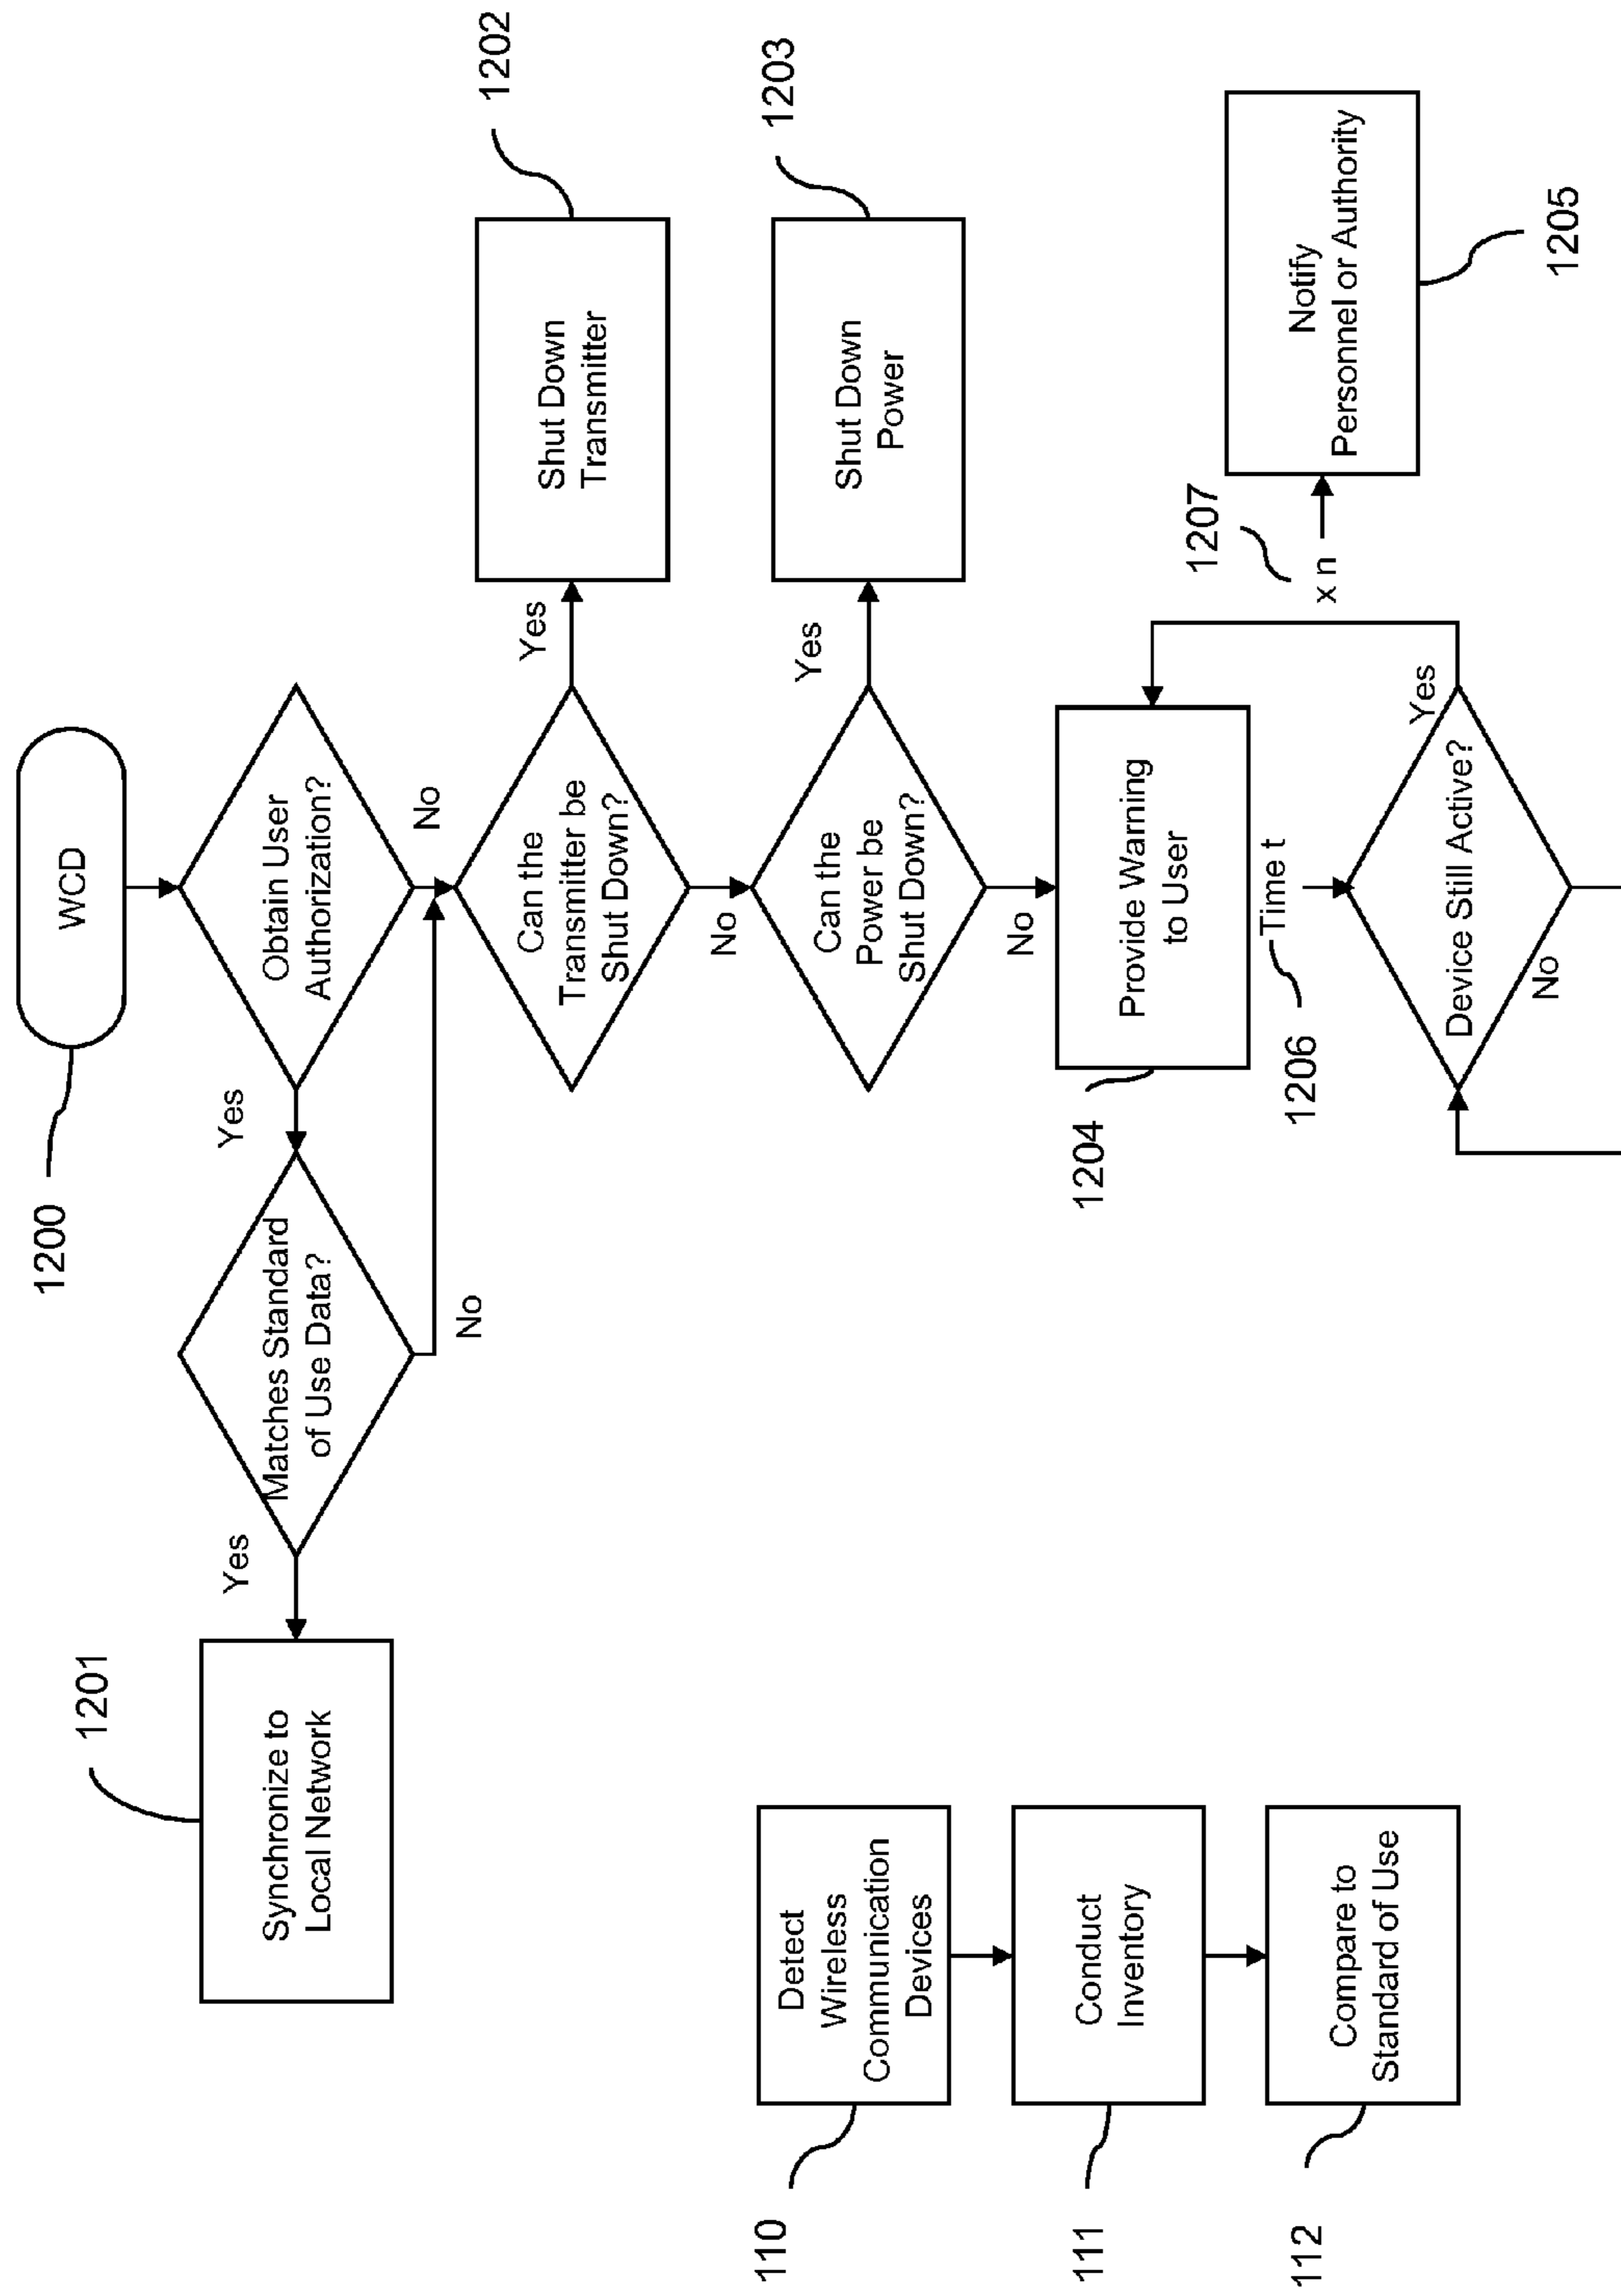 WCD
1200
Obtain User
Authorization?
Yes
No
Matches Standard
of Use Data?
Yes
No
Synchronize to
Local Network
1201
Can the
Transmitter be
Shut Down?
Yes
No
Shut Down
Transmitter
1202
Can the
Power be
Shut Down?
Yes
No
Shut Down
Power
1203
Provide Warning
to User
1204
Time t
1206
Device Still Active?
Yes
No
x n
1207
Notify
Personnel or Authority
1205
Detect
Wireless
Communication
Devices
110
Conduct
Inventory
111
Compare to
Standard of Use
112